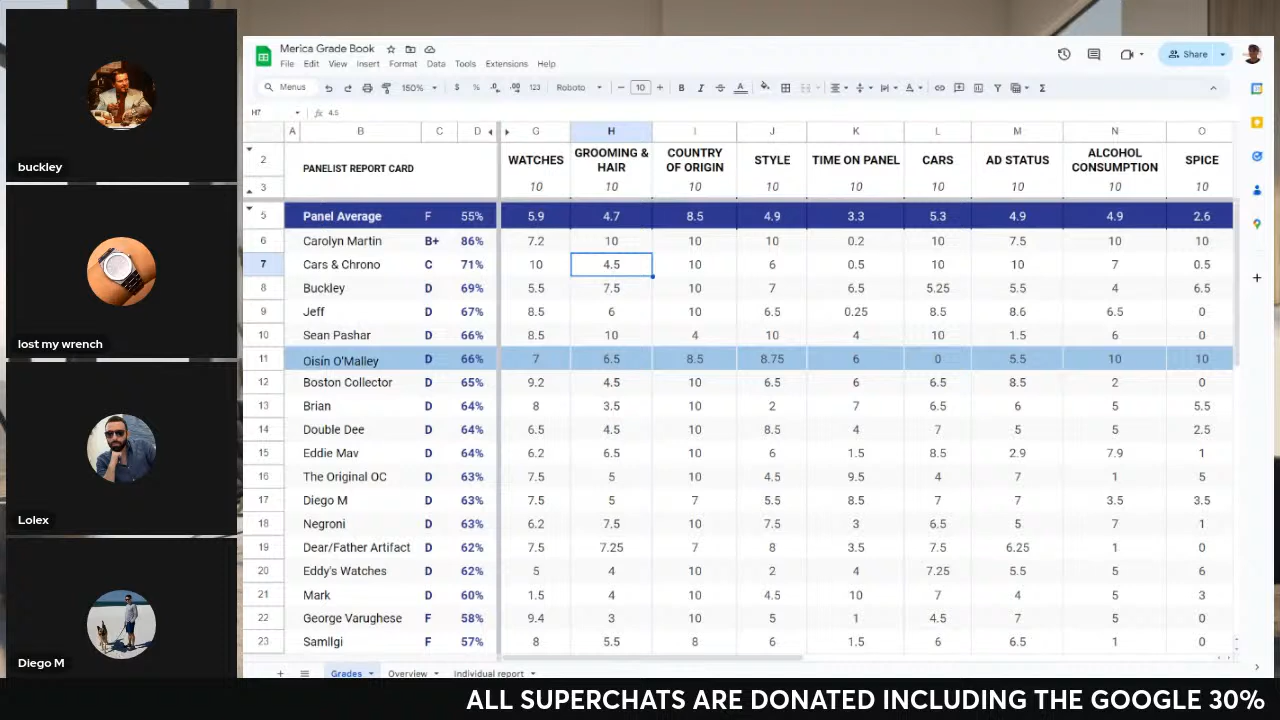 buckley
lost my wrench
Lolex
Diego M
Merica Grade Book
File Edit View Insert Format Data Tools Extensions Help
Share
Menus 150% $ % .0 .00 123 Roboto 10 B I A
H7 4.5
A B C D G H I J K L M N O
2 PANELIST REPORT CARD WATCHES GROOMING & HAIR COUNTRY OF ORIGIN STYLE TIME ON PANEL CARS AD STATUS ALCOHOL CONSUMPTION SPICE
3 10 10 10 10 10 10 10 10 10
5 Panel Average F 55% 5.9 4.7 8.5 4.9 3.3 5.3 4.9 4.9 2.6
6 Carolyn Martin B+ 86% 7.2 10 10 10 0.2 10 7.5 10 10
7 Cars & Chrono C 71% 10 4.5 10 6 0.5 10 10 7 0.5
8 Buckley D 69% 5.5 7.5 10 7 6.5 5.25 5.5 4 6.5
9 Jeff D 67% 8.5 6 10 6.5 0.25 8.5 8.6 6.5 0
10 Sean Pashar D 66% 8.5 10 4 10 4 10 1.5 6 0
11 Oisín O'Malley D 66% 7 6.5 8.5 8.75 6 0 5.5 10 10
12 Boston Collector D 65% 9.2 4.5 10 6.5 6 6.5 8.5 2 0
13 Brian D 64% 8 3.5 10 2 7 6.5 6 5 5.5
14 Double Dee D 64% 6.5 4.5 10 8.5 4 7 5 5 2.5
15 Eddie Mav D 64% 6.2 6.5 10 6 1.5 8.5 2.9 7.9 1
16 The Original OC D 63% 7.5 5 10 4.5 9.5 4 7 1 5
17 Diego M D 63% 7.5 5 7 5.5 8.5 7 7 3.5 3.5
18 Negroni D 63% 6.2 7.5 10 7.5 3 6.5 5 7 1
19 Dear/Father Artifact D 62% 7.5 7.25 7 8 3.5 7.5 6.25 1 0
20 Eddy's Watches D 62% 5 4 10 2 4 7.25 5.5 5 6
21 Mark D 60% 1.5 4 10 4.5 10 7 4 5 3
22 George Varughese F 58% 9.4 3 10 5 1 4.5 7 5 0
23 Samllgi F 57% 8 5.5 8 6 1.5 6 6.5 1 0
Grades Overview Individual report
ALL SUPERCHATS ARE DONATED INCLUDING THE GOOGLE 30%